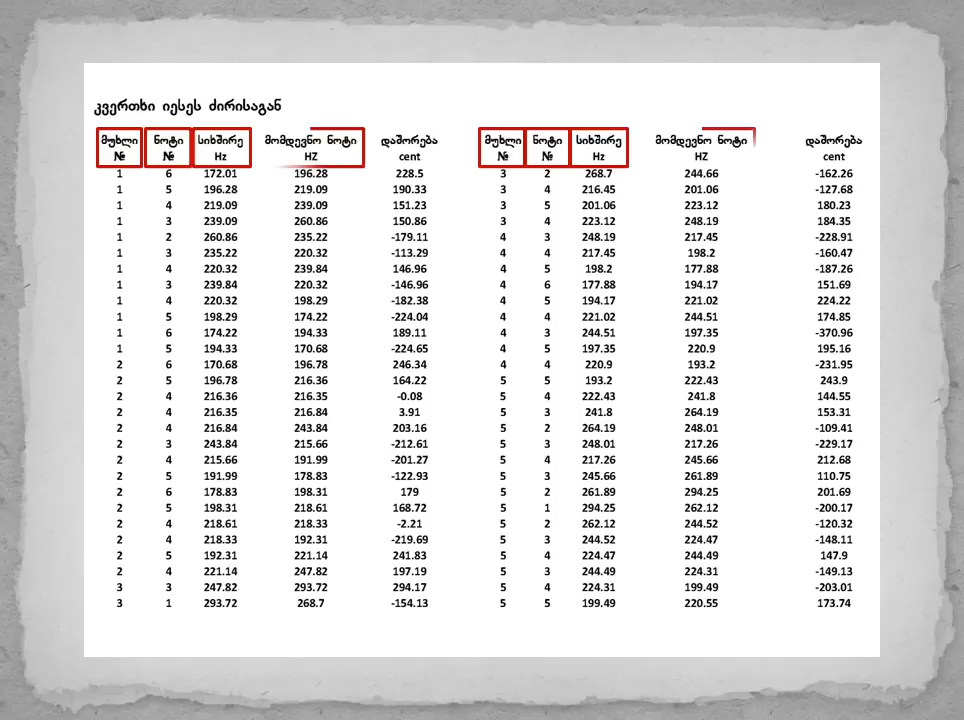 კვერთხი იესეს ძირისაგან
მუხლი ნოტი სიხშირე მომდევნო ნოტი დაშორება მუხლი ნოტი სიხშირე მომდევნო ნოტი დაშორება
№ № Hz HZ cent № № Hz HZ cent
1 6 172.01 196.28 228.5 3 2 268.7 244.66 -162.26
1 5 196.28 219.09 190.33 3 4 216.45 201.06 -127.68
1 4 219.09 239.09 151.23 3 5 201.06 223.12 180.23
1 3 239.09 260.86 150.86 3 4 223.12 248.19 184.35
1 2 260.86 235.22 -179.11 4 3 248.19 217.45 -228.91
1 3 235.22 220.32 -113.29 4 4 217.45 198.2 -160.47
1 4 220.32 239.84 146.96 4 5 198.2 177.88 -187.26
1 3 239.84 220.32 -146.96 4 6 177.88 194.17 151.69
1 4 220.32 198.29 -182.38 4 5 194.17 221.02 224.22
1 5 198.29 174.22 -224.04 4 4 221.02 244.51 174.85
1 6 174.22 194.33 189.11 4 3 244.51 197.35 -370.96
1 5 194.33 170.68 -224.65 4 5 197.35 220.9 195.16
2 6 170.68 196.78 246.34 4 4 220.9 193.2 -231.95
2 5 196.78 216.36 164.22 5 5 193.2 222.43 243.9
2 4 216.36 216.35 -0.08 5 4 222.43 241.8 144.55
2 4 216.35 216.84 3.91 5 3 241.8 264.19 153.31
2 4 216.84 243.84 203.16 5 2 264.19 248.01 -109.41
2 3 243.84 215.66 -212.61 5 3 248.01 217.26 -229.17
2 4 215.66 191.99 -201.27 5 4 217.26 245.66 212.68
2 5 191.99 178.83 -122.93 5 3 245.66 261.89 110.75
2 6 178.83 198.31 179 5 2 261.89 294.25 201.69
2 5 198.31 218.61 168.72 5 1 294.25 262.12 -200.17
2 4 218.61 218.33 -2.21 5 2 262.12 244.52 -120.32
2 4 218.33 192.31 -219.69 5 3 244.52 224.47 -148.11
2 5 192.31 221.14 241.83 5 4 224.47 244.49 147.9
2 4 221.14 247.82 197.19 5 3 244.49 224.31 -149.13
3 3 247.82 293.72 294.17 5 4 224.31 199.49 -203.01
3 1 293.72 268.7 -154.13 5 5 199.49 220.55 173.74